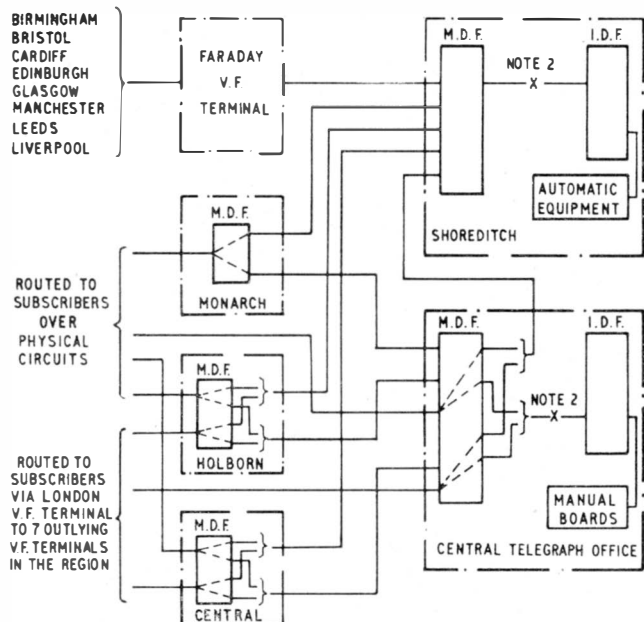 BIRMINGHAM
BRISTOL
CARDIFF
EDINBURGH
GLASGOW
MANCHESTER
LEEDS
LIVERPOOL
FARADAY
V.F.
TERMINAL
M.D.F.
NOTE 2
X
I.D.F.
AUTOMATIC
EQUIPMENT
SHOREDITCH
M.D.F.
MONARCH
ROUTED TO
SUBSCRIBERS
OVER
PHYSICAL
CIRCUITS
M.D.F.
HOLBORN
ROUTED TO
SUBSCRIBERS
VIA LONDON
V.F. TERMINAL
TO 7 OUTLYING
V.F. TERMINALS
IN THE REGION
M.D.F.
CENTRAL
M.D.F.
I.D.F.
NOTE 2
X
MANUAL
BOARDS
CENTRAL TELEGRAPH OFFICE